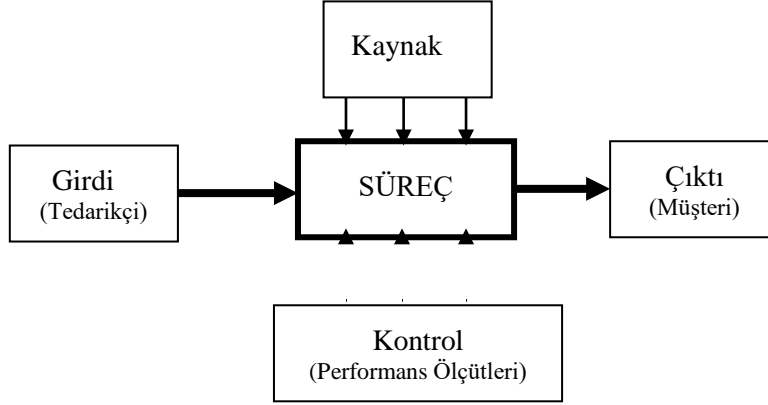 Kaynak
Girdi
(Tedarikçi)
SÜREÇ
Çıktı
(Müşteri)
Kontrol
(Performans Ölçütleri)